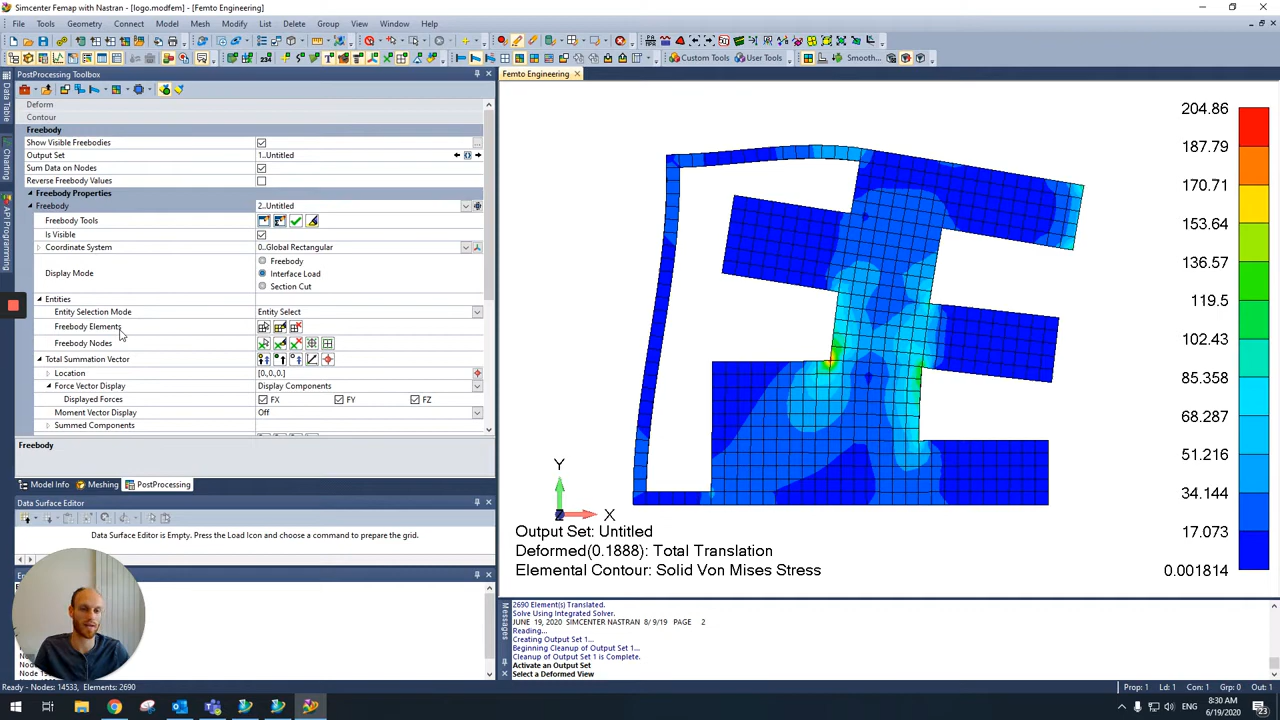 Simcenter Femap with Nastran - [logo.modfem] - [Femto Engineering]
File Tools Geometry Connect Model Mesh Modify List Delete Group View Window Help
Custom Tools User Tools Smooth...
PostProcessing Toolbox
Femto Engineering
Data Table
Charting
API Programming
Deform
Contour
Freebody
Show Visible Freebodies
Output Set 1..Untitled
Sum Data on Nodes
Reverse Freebody Values
Freebody Properties
Freebody 2..Untitled
Freebody Tools
Is Visible
Coordinate System 0..Global Rectangular
Freebody
Display Mode Interface Load
Section Cut
Entities
Entity Selection Mode Entity Select
Freebody Elements
Freebody Nodes
Total Summation Vector
Location [0.,0.,0.]
Force Vector Display Display Components
Displayed Forces FX FY FZ
Moment Vector Display Off
Summed Components
Freebody
Model Info Meshing PostProcessing
Data Surface Editor
Data Surface Editor is Empty. Press the Load Icon and choose a command to prepare the grid.
204.86
187.79
170.71
153.64
136.57
119.5
102.43
85.358
68.287
51.216
34.144
17.073
0.001814
Y
Z
X
Output Set: Untitled
Deformed(0.1888): Total Translation
Elemental Contour: Solid Von Mises Stress
Messages
2690 Element(s) Translated.
Solve Using Integrated Solver.
JUNE 19, 2020 SIMCENTER NASTRAN 8/ 9/19 PAGE 2
Reading...
Creating Output Set 1...
Beginning Cleanup of Output Set 1...
Cleanup of Output Set 1 is Complete.
Activate an Output Set
Select a Deformed View
Ready - Nodes: 14533, Elements: 2690
Prop: 1 Ld: 1 Con: 1 Grp: 0 Out: 1
ENG
8:30 AM
6/19/2020
23